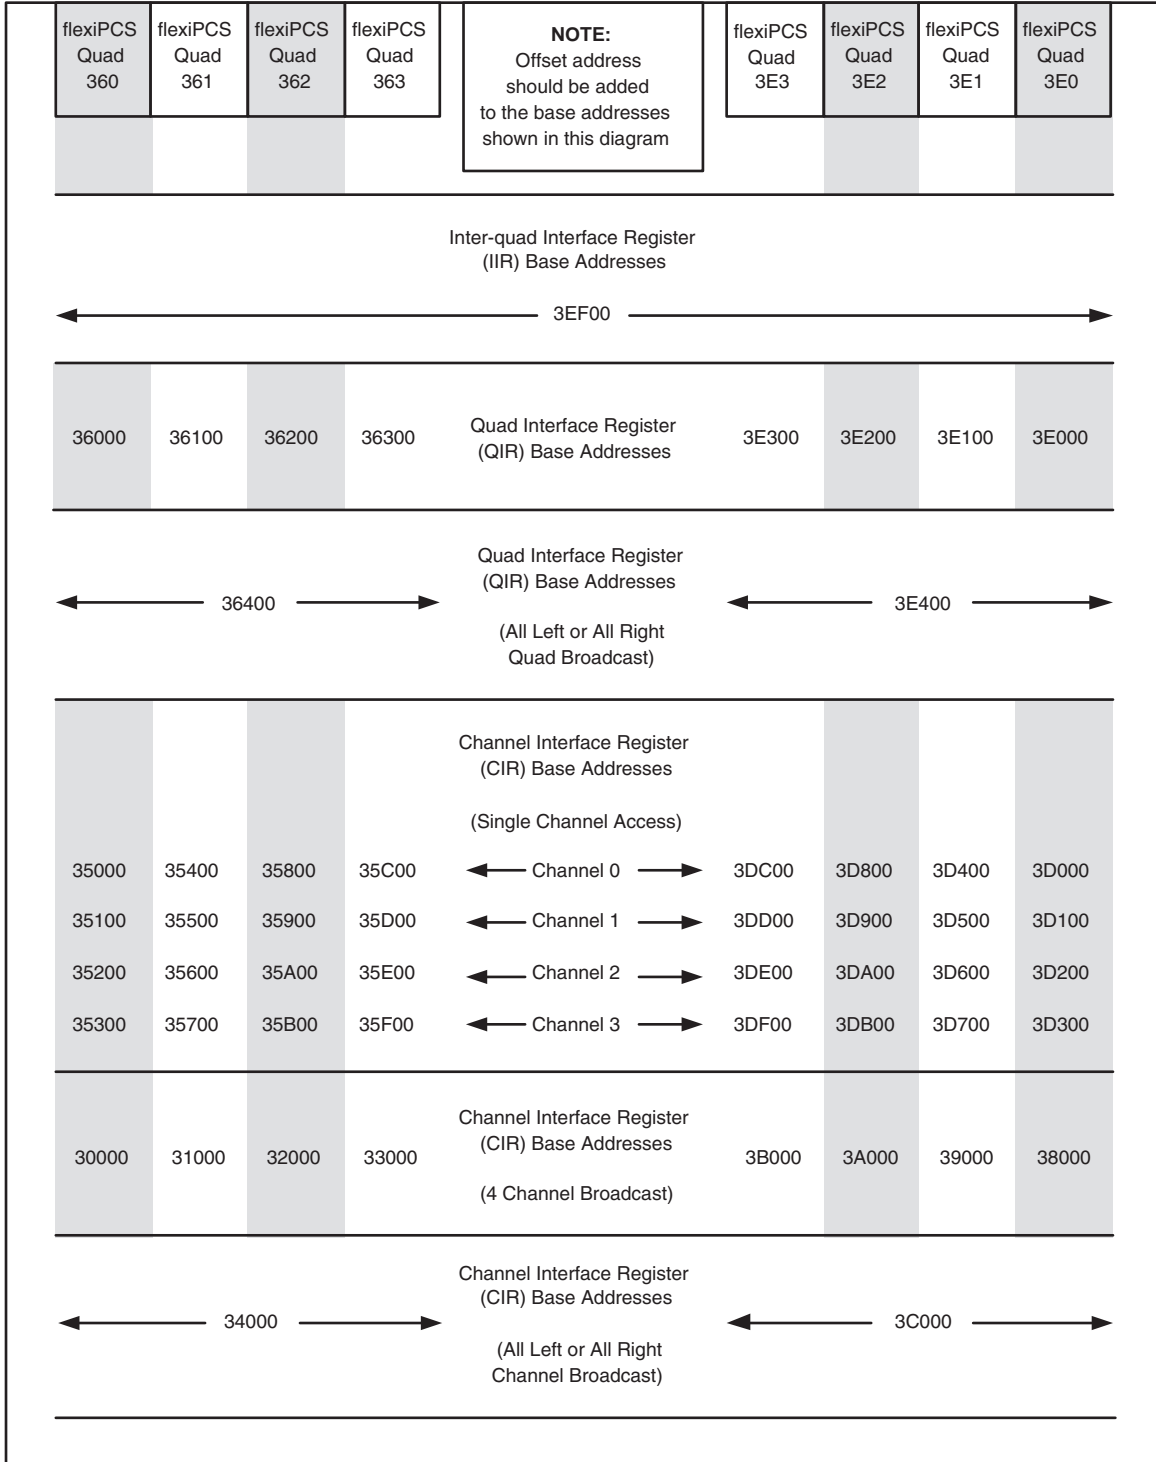 flexiPCS Quad 360
flexiPCS Quad 361
flexiPCS Quad 362
flexiPCS Quad 363
NOTE:
Offset address
should be added
to the base addresses
shown in this diagram
flexiPCS Quad 3E3
flexiPCS Quad 3E2
flexiPCS Quad 3E1
flexiPCS Quad 3E0
Inter-quad Interface Register
(IIR) Base Addresses
3EF00
36000 36100 36200 36300
Quad Interface Register
(QIR) Base Addresses
3E300 3E200 3E100 3E000
Quad Interface Register
(QIR) Base Addresses
36400 3E400
(All Left or All Right
Quad Broadcast)
Channel Interface Register
(CIR) Base Addresses
(Single Channel Access)
35000 35400 35800 35C00 Channel 0 3DC00 3D800 3D400 3D000
35100 35500 35900 35D00 Channel 1 3DD00 3D900 3D500 3D100
35200 35600 35A00 35E00 Channel 2 3DE00 3DA00 3D600 3D200
35300 35700 35B00 35F00 Channel 3 3DF00 3DB00 3D700 3D300
Channel Interface Register
(CIR) Base Addresses
30000 31000 32000 33000 3B000 3A000 39000 38000
(4 Channel Broadcast)
Channel Interface Register
(CIR) Base Addresses
34000 3C000
(All Left or All Right
Channel Broadcast)